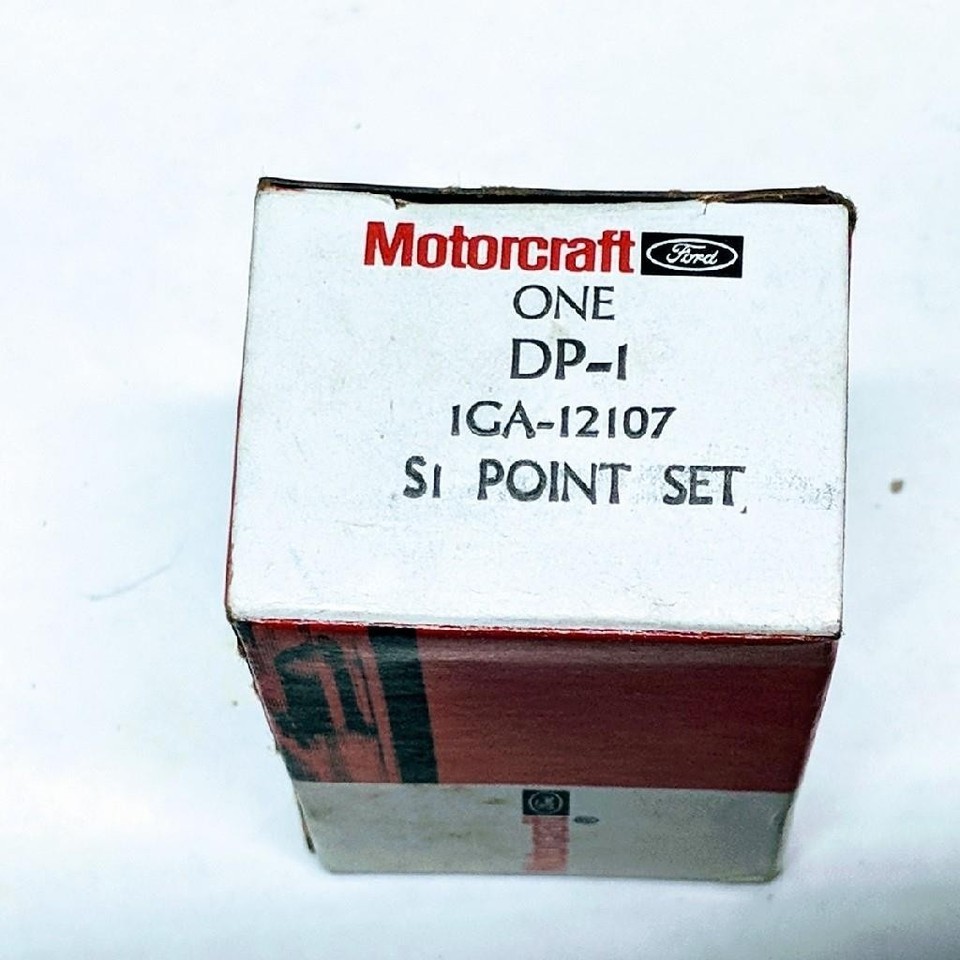 Motorcraft Ford
ONE
DP-1
1GA-12107
S1 POINT SET